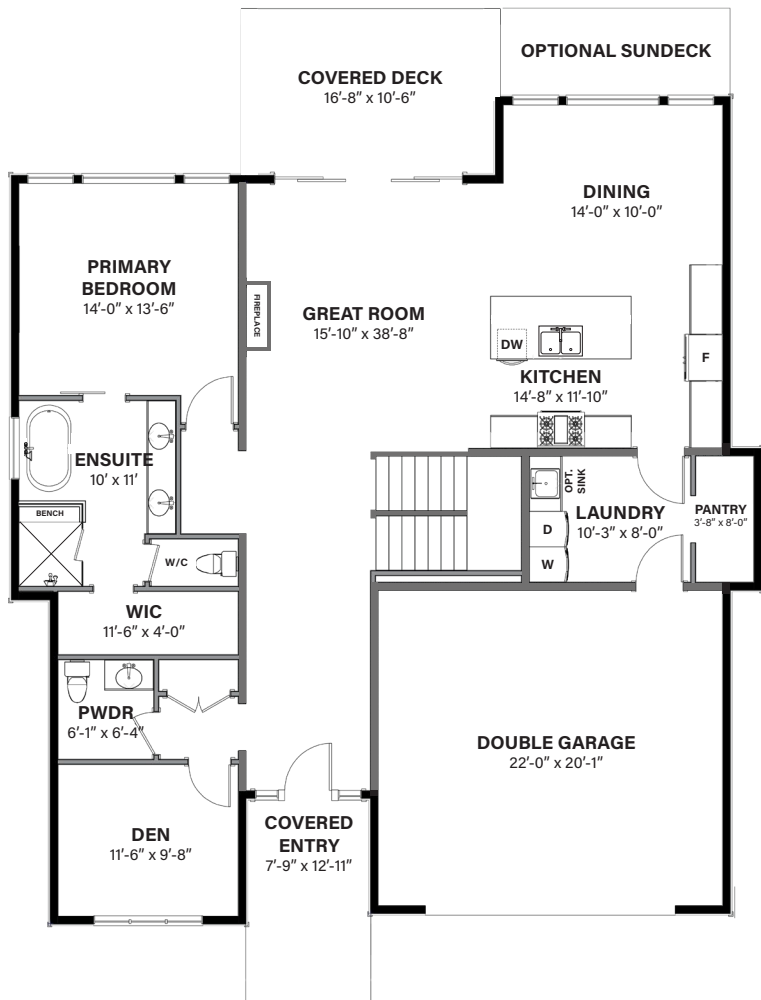 OPTIONAL SUNDECK
COVERED DECK
16′-8″ x 10′-6″
DINING
14′-0″ x 10′-0″
PRIMARY
BEDROOM
14′-0″ x 13′-6″
FIREPLACE
GREAT ROOM
15′-10″ x 38′-8″
DW
F
KITCHEN
14′-8″ x 11′-10″
ENSUITE
10′ x 11′
BENCH
W/C
OPT.
SINK
LAUNDRY
10′-3″ x 8′-0″
D
W
PANTRY
3′-8″ x 8′-0″
WIC
11′-6″ x 4′-0″
PWDR
6′-1″ x 6′-4″
DOUBLE GARAGE
22′-0″ x 20′-1″
DEN
11′-6″ x 9′-8″
COVERED
ENTRY
7′-9″ x 12′-11″